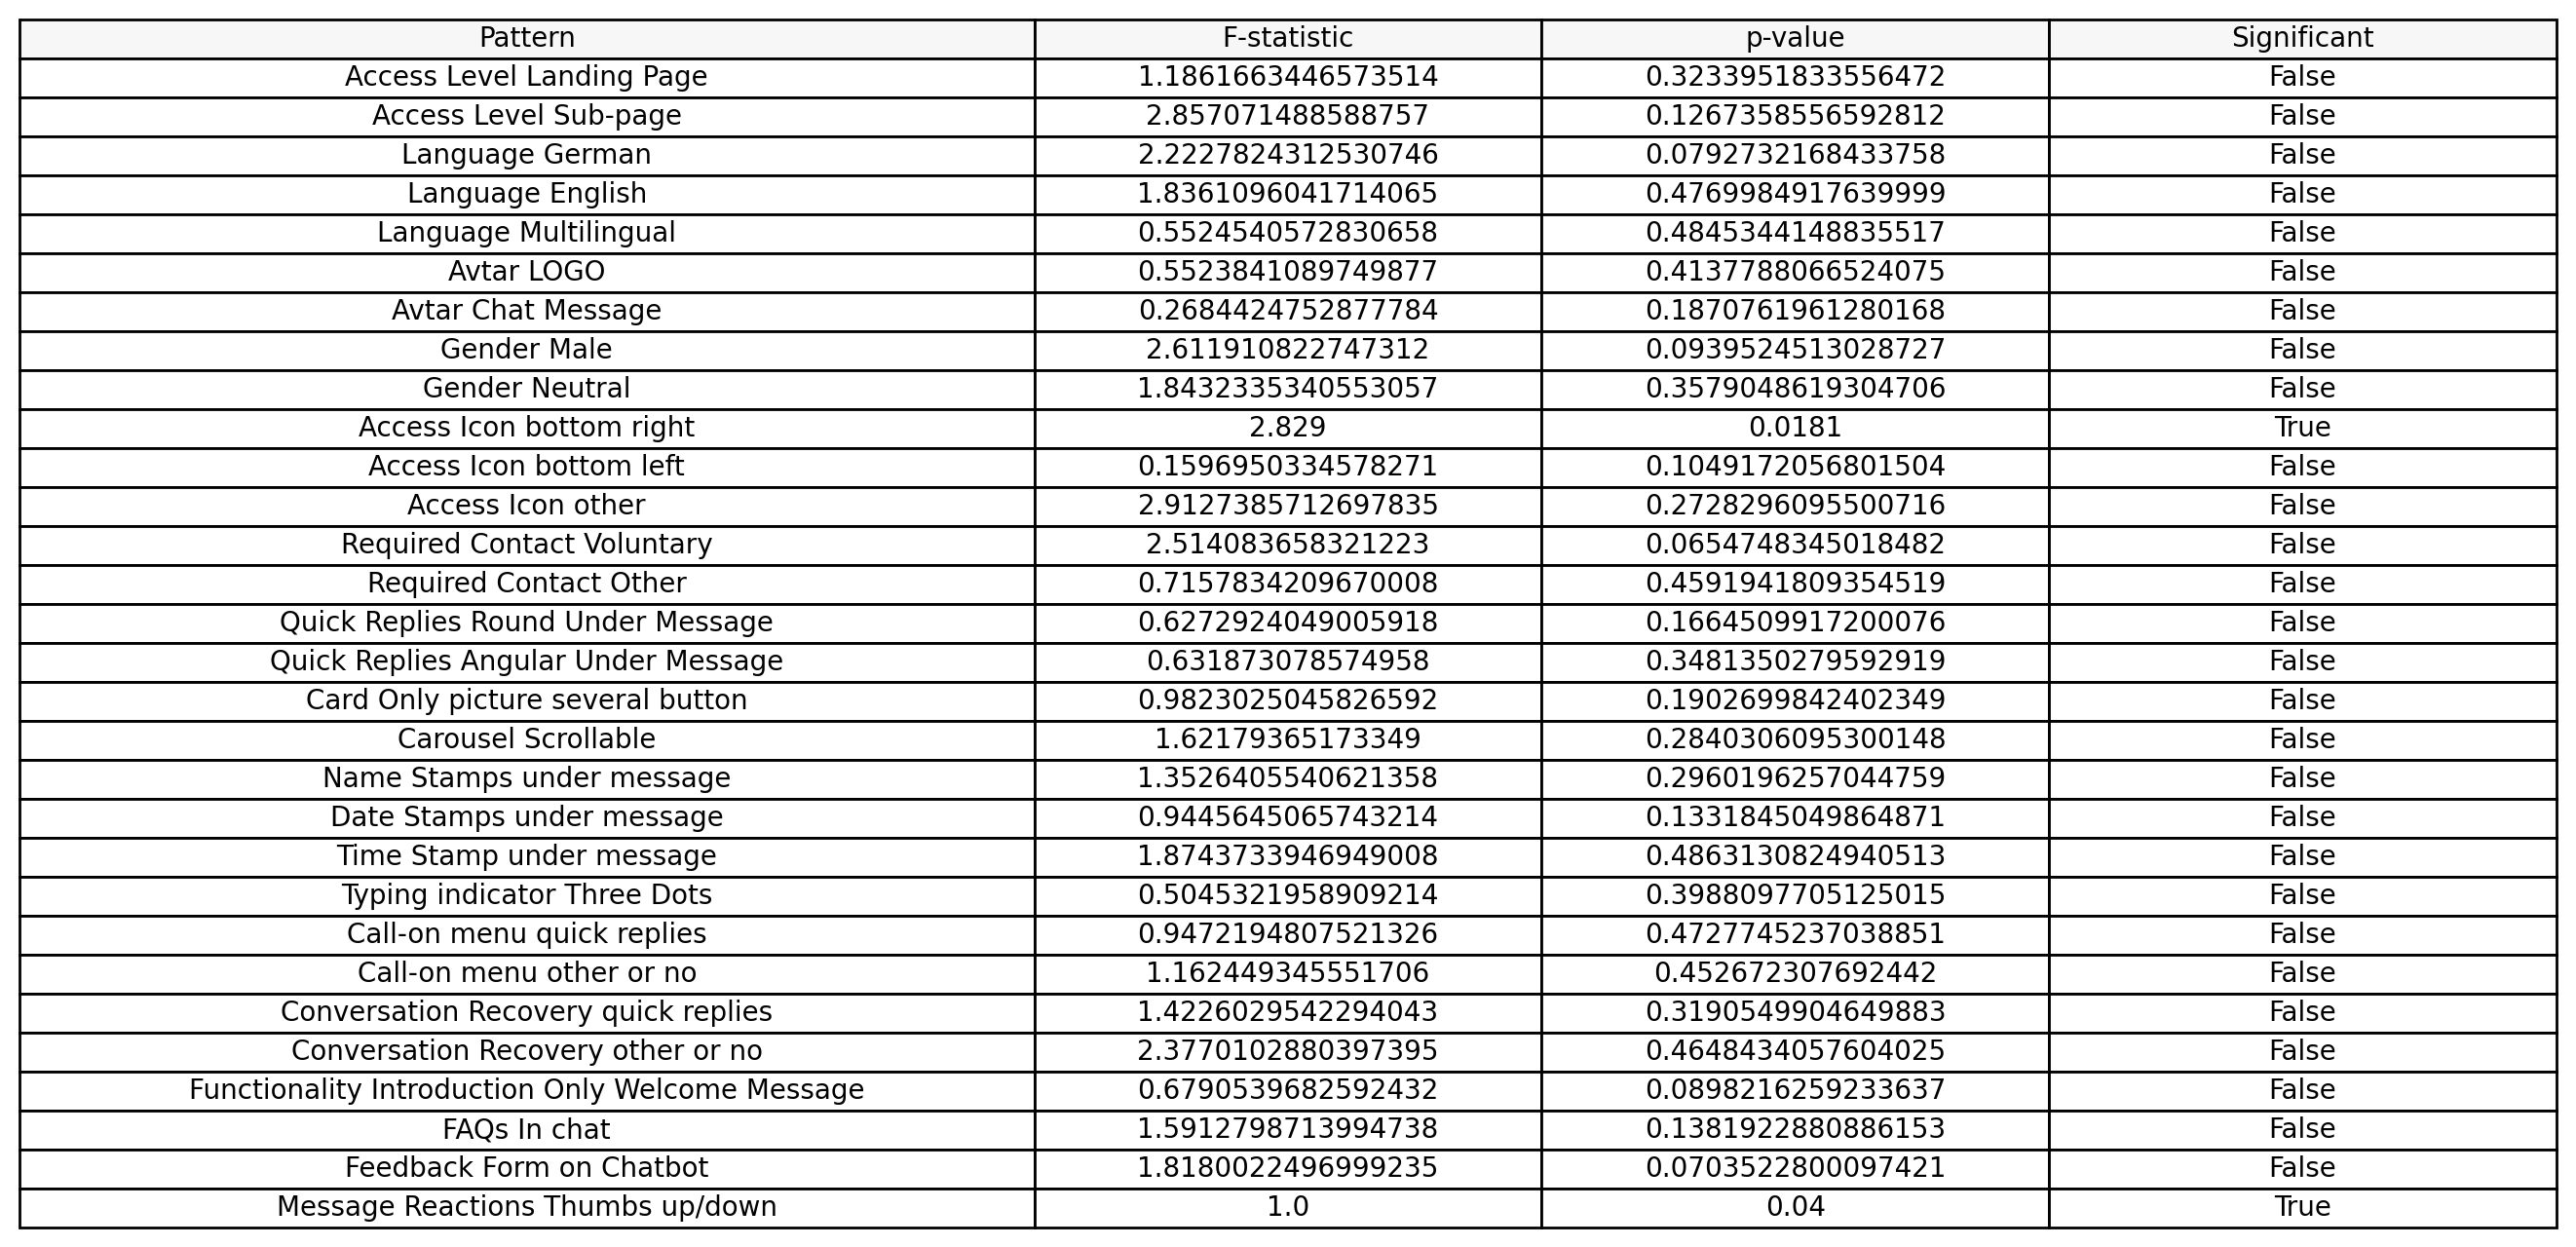 Pattern F-statistic p-value Significant
Access Level Landing Page 1.1861663446573514 0.3233951833556472 False
Access Level Sub-page 2.857071488588757 0.1267358556592812 False
Language German 2.2227824312530746 0.0792732168433758 False
Language English 1.8361096041714065 0.4769984917639999 False
Language Multilingual 0.5524540572830658 0.4845344148835517 False
Avtar LOGO 0.5523841089749877 0.4137788066524075 False
Avtar Chat Message 0.2684424752877784 0.1870761961280168 False
Gender Male 2.611910822747312 0.0939524513028727 False
Gender Neutral 1.8432335340553057 0.3579048619304706 False
Access Icon bottom right 2.829 0.0181 True
Access Icon bottom left 0.1596950334578271 0.1049172056801504 False
Access Icon other 2.9127385712697835 0.2728296095500716 False
Required Contact Voluntary 2.514083658321223 0.0654748345018482 False
Required Contact Other 0.7157834209670008 0.4591941809354519 False
Quick Replies Round Under Message 0.6272924049005918 0.1664509917200076 False
Quick Replies Angular Under Message 0.631873078574958 0.3481350279592919 False
Card Only picture several button 0.9823025045826592 0.1902699842402349 False
Carousel Scrollable 1.62179365173349 0.2840306095300148 False
Name Stamps under message 1.3526405540621358 0.2960196257044759 False
Date Stamps under message 0.9445645065743214 0.1331845049864871 False
Time Stamp under message 1.8743733946949008 0.4863130824940513 False
Typing indicator Three Dots 0.5045321958909214 0.3988097705125015 False
Call-on menu quick replies 0.9472194807521326 0.4727745237038851 False
Call-on menu other or no 1.162449345551706 0.452672307692442 False
Conversation Recovery quick replies 1.4226029542294043 0.3190549904649883 False
Conversation Recovery other or no 2.3770102880397395 0.4648434057604025 False
Functionality Introduction Only Welcome Message 0.6790539682592432 0.0898216259233637 False
FAQs In chat 1.5912798713994738 0.1381922880886153 False
Feedback Form on Chatbot 1.8180022496999235 0.0703522800097421 False
Message Reactions Thumbs up/down 1.0 0.04 True